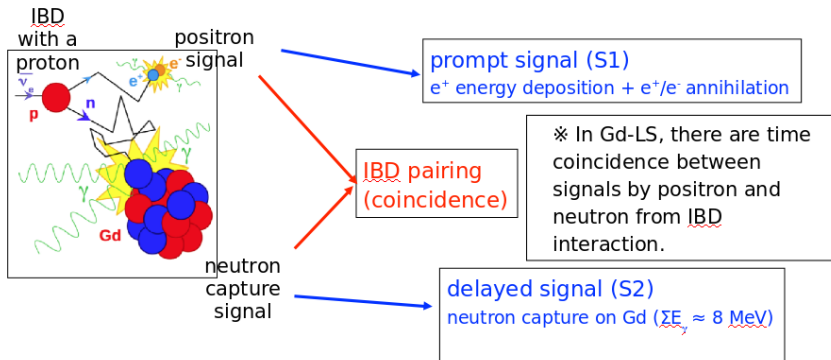 IBD
with a
proton
positron
signal
prompt signal (S1)
e⁺ energy deposition + e⁺/e⁻ annihilation
ν̅ₑ
p
n
e⁺
e⁻
γ
γ
γ
γ
Gd
IBD pairing
(coincidence)
※ In Gd-LS, there are time
coincidence between
signals by positron and
neutron from IBD
interaction.
neutron
capture
signal
delayed signal (S2)
neutron capture on Gd (ΣEᵧ ≈ 8 MeV)